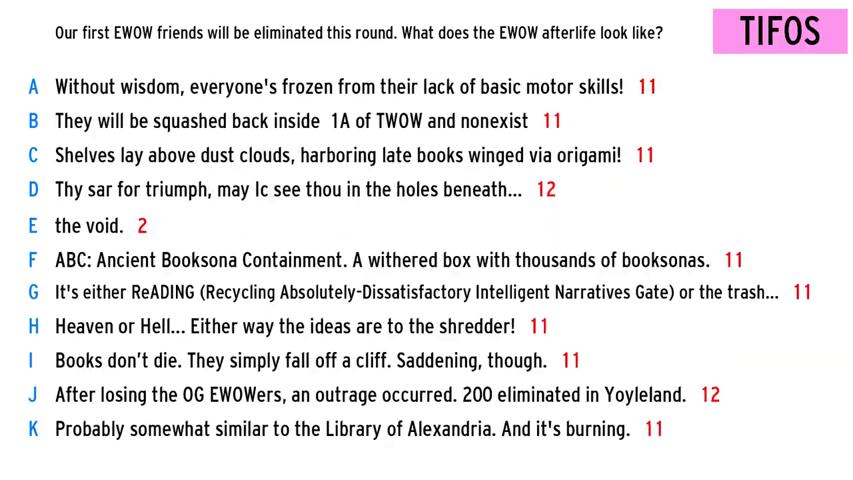 Our first EWOW friends will be eliminated this round. What does the EWOW afterlife look like?
TIFOS
A Without wisdom, everyone's frozen from their lack of basic motor skills! 11
B They will be squashed back inside 1A of TWOW and nonexist 11
C Shelves lay above dust clouds, harboring late books winged via origami! 11
D Thy sar for triumph, may Ic see thou in the holes beneath... 12
E the void. 2
F ABC: Ancient Booksona Containment. A withered box with thousands of booksonas. 11
G It's either ReADING (Recycling Absolutely-Dissatisfactory Intelligent Narratives Gate) or the trash... 11
H Heaven or Hell... Either way the ideas are to the shredder! 11
I Books don’t die. They simply fall off a cliff. Saddening, though. 11
J After losing the OG EWOWers, an outrage occurred. 200 eliminated in Yoyleland. 12
K Probably somewhat similar to the Library of Alexandria. And it's burning. 11